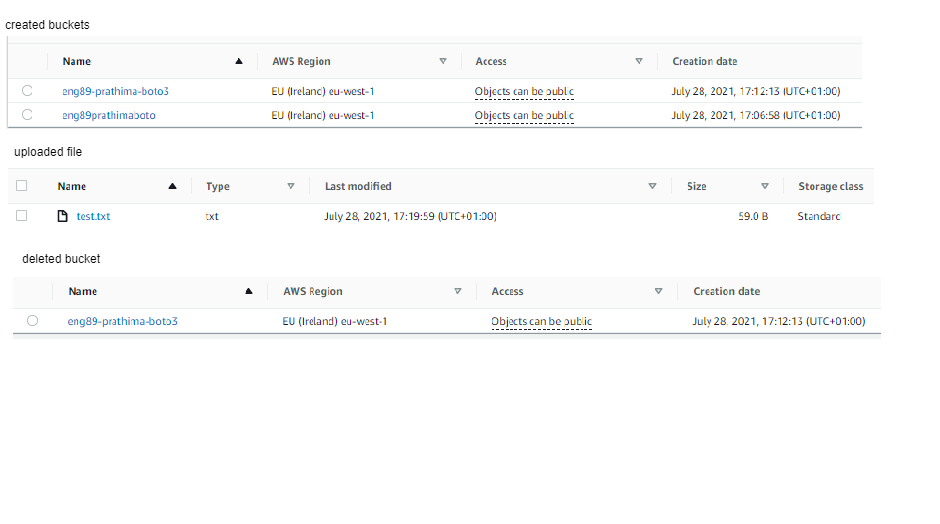 created buckets
Name AWS Region Access Creation date
eng89-prathima-boto3 EU (Ireland) eu-west-1 Objects can be public July 28, 2021, 17:12:13 (UTC+01:00)
eng89prathimaboto EU (Ireland) eu-west-1 Objects can be public July 28, 2021, 17:06:58 (UTC+01:00)
uploaded file
Name Type Last modified Size Storage class
test.txt txt July 28, 2021, 17:19:59 (UTC+01:00) 59.0 B Standard
deleted bucket
Name AWS Region Access Creation date
eng89-prathima-boto3 EU (Ireland) eu-west-1 Objects can be public July 28, 2021, 17:12:13 (UTC+01:00)